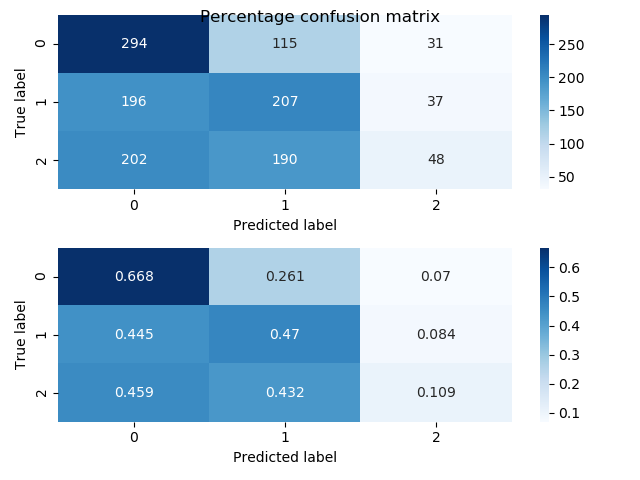 Percentage confusion matrix
True label
0 294 115 31
1 196 207 37
2 202 190 48
0 1 2
Predicted label
250
200
150
100
50
True label
0 0.668 0.261 0.07
1 0.445 0.47 0.084
2 0.459 0.432 0.109
0 1 2
Predicted label
0.6
0.5
0.4
0.3
0.2
0.1